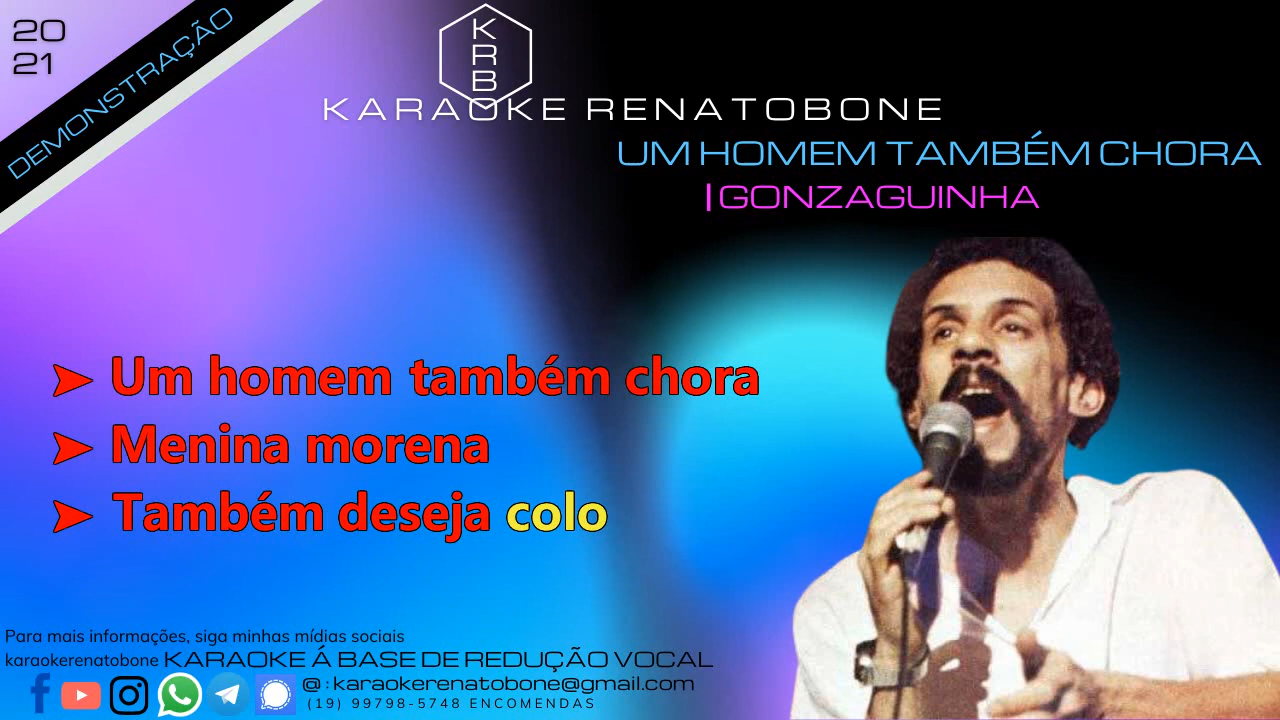 20
21
DEMONSTRAÇÃO
K
R
B
KARAOKE RENATOBONE
UM HOMEM TAMBÉM CHORA
|GONZAGUINHA
➤ Um homem também chora
➤ Menina morena
➤ Também deseja colo
Para mais informações, siga minhas mídias sociais
karaokerenatobone KARAOKE Á BASE DE REDUÇÃO VOCAL
@ : karaokerenatobone@gmail.com
(19) 99798-5748 ENCOMENDAS